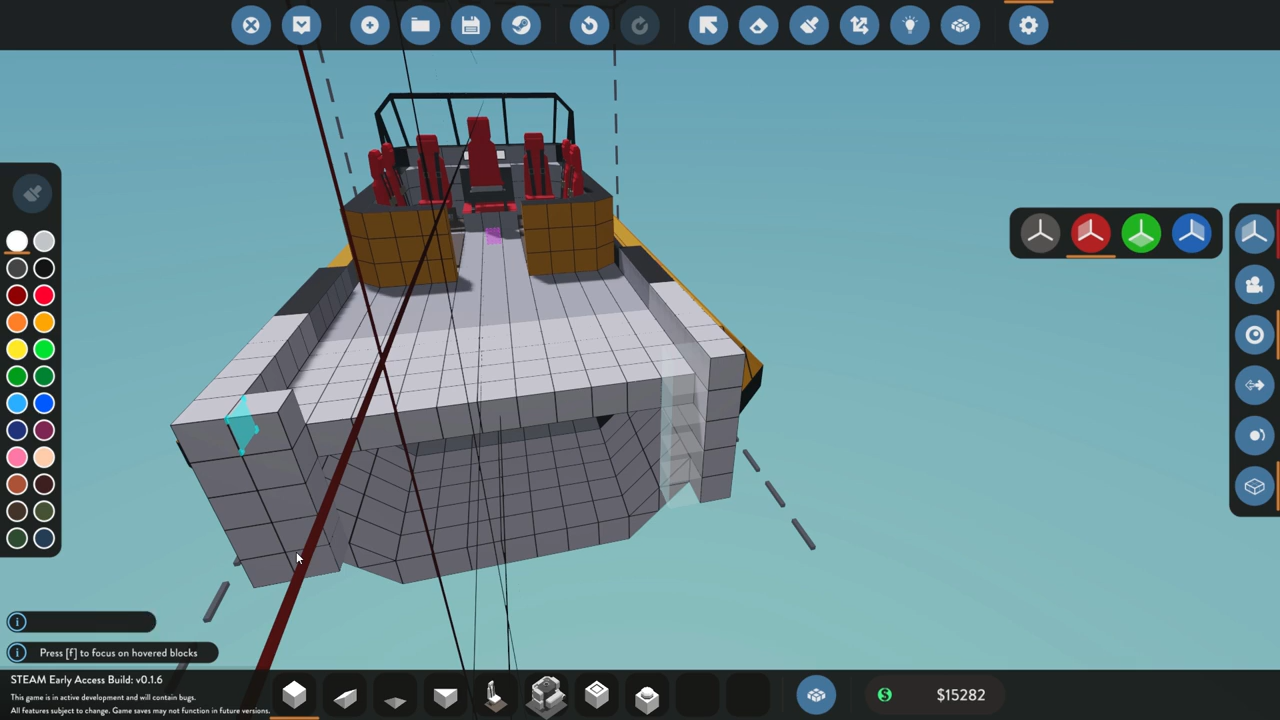 Press [f] to focus on hovered blocks
STEAM Early Access Build: v0.1.6
This game is in active development and will contain bugs.
All features subject to change. Game saves may not function in future versions.
$15282